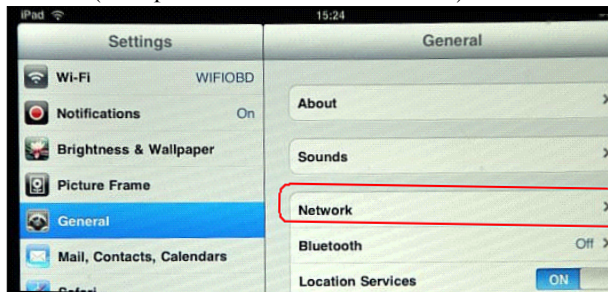 iPad 15:24
Settings
General
Wi-Fi WIFIOBD
Notifications On
Brightness & Wallpaper
Picture Frame
General
Mail, Contacts, Calendars
Safari
About
Sounds
Network
Bluetooth Off
Location Services ON